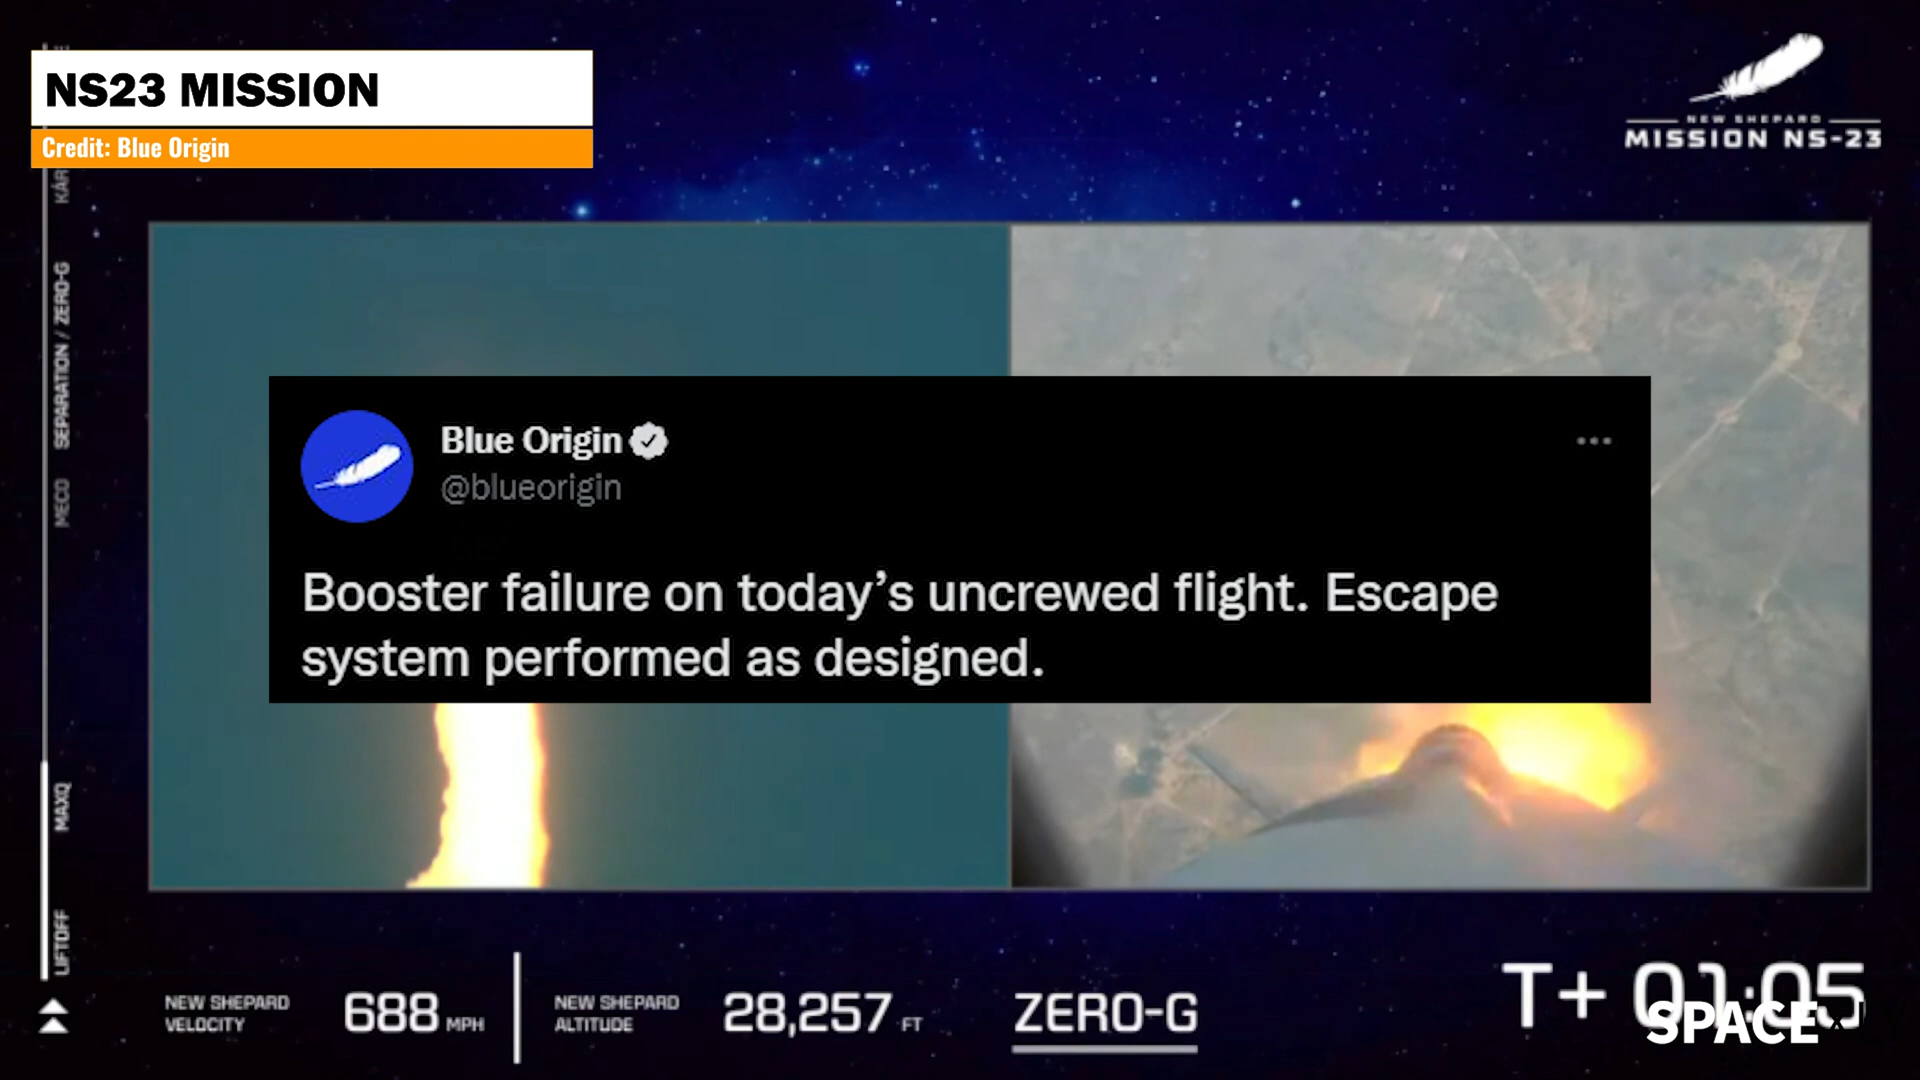 NS23 MISSION
Credit: Blue Origin
NEW SHEPARD
MISSION NS-23
SEPARATION / ZERO-G
MECO
MAXQ
LIFTOFF
Blue Origin
@blueorigin
Booster failure on today’s uncrewed flight. Escape
system performed as designed.
NEW SHEPARD
VELOCITY
688 MPH
NEW SHEPARD
ALTITUDE
28,257 FT
ZERO-G
T+ 01:05
SPACE